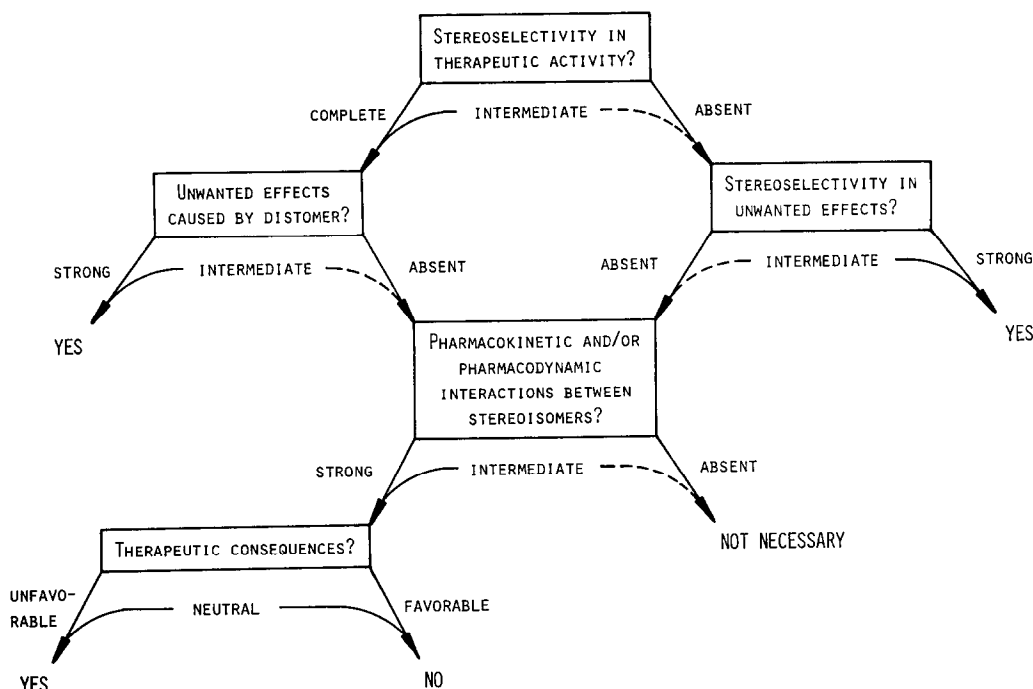 STEREOSELECTIVITY IN
THERAPEUTIC ACTIVITY?
COMPLETE
INTERMEDIATE
ABSENT
UNWANTED EFFECTS
CAUSED BY DISTOMER?
STEREOSELECTIVITY IN
UNWANTED EFFECTS?
STRONG
INTERMEDIATE
ABSENT
ABSENT
INTERMEDIATE
STRONG
YES
YES
PHARMACOKINETIC AND/OR
PHARMACODYNAMIC
INTERACTIONS BETWEEN
STEREOISOMERS?
STRONG
INTERMEDIATE
ABSENT
NOT NECESSARY
THERAPEUTIC CONSEQUENCES?
UNFAVO-
RABLE
NEUTRAL
FAVORABLE
YES
NO